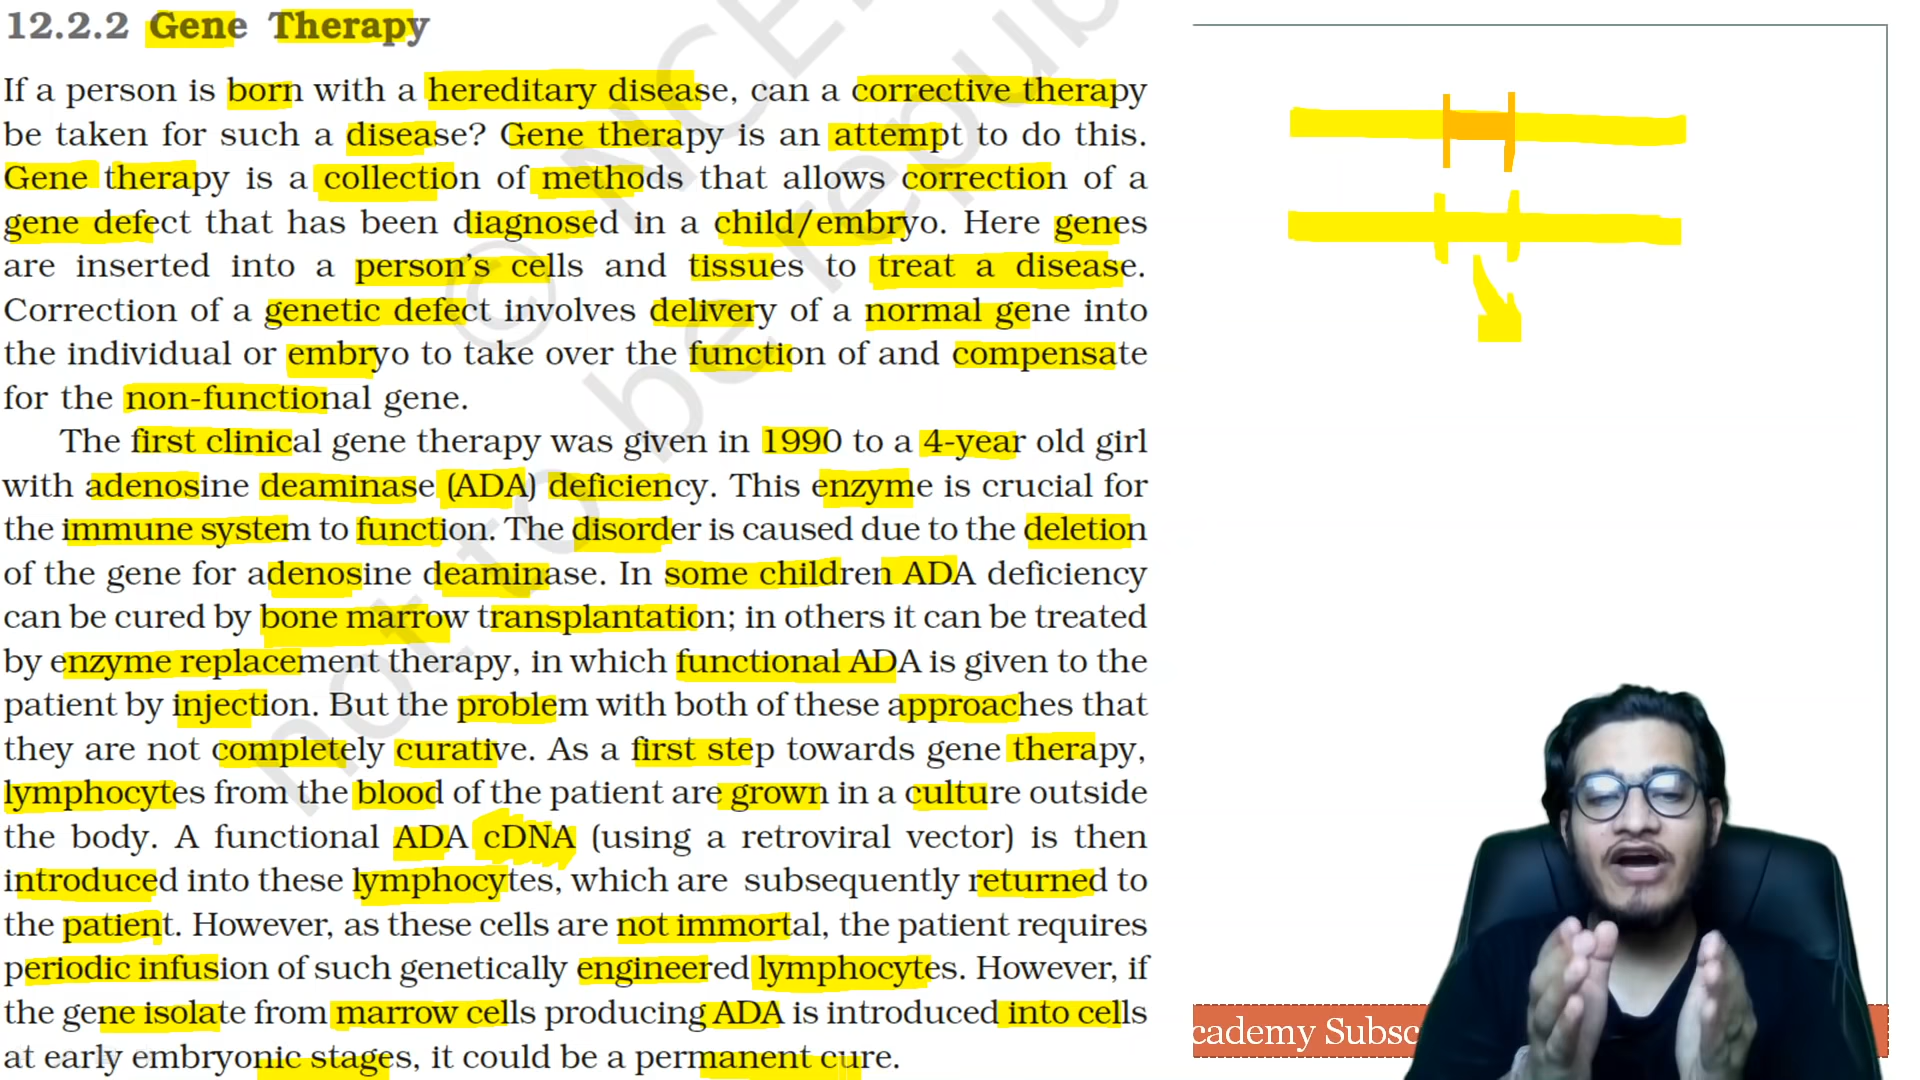 12.2.2 Gene Therapy
If a person is born with a hereditary disease, can a corrective therapy
be taken for such a disease? Gene therapy is an attempt to do this.
Gene therapy is a collection of methods that allows correction of a
gene defect that has been diagnosed in a child/embryo. Here genes
are inserted into a person's cells and tissues to treat a disease.
Correction of a genetic defect involves delivery of a normal gene into
the individual or embryo to take over the function of and compensate
for the non-functional gene.
The first clinical gene therapy was given in 1990 to a 4-year old girl
with adenosine deaminase (ADA) deficiency. This enzyme is crucial for
the immune system to function. The disorder is caused due to the deletion
of the gene for adenosine deaminase. In some children ADA deficiency
can be cured by bone marrow transplantation; in others it can be treated
by enzyme replacement therapy, in which functional ADA is given to the
patient by injection. But the problem with both of these approaches that
they are not completely curative. As a first step towards gene therapy,
lymphocytes from the blood of the patient are grown in a culture outside
the body. A functional ADA cDNA (using a retroviral vector) is then
introduced into these lymphocytes, which are subsequently returned to
the patient. However, as these cells are not immortal, the patient requires
periodic infusion of such genetically engineered lymphocytes. However, if
the gene isolate from marrow cells producing ADA is introduced into cells
at early embryonic stages, it could be a permanent cure.
© NCE
not to be repub
cademy Subsc